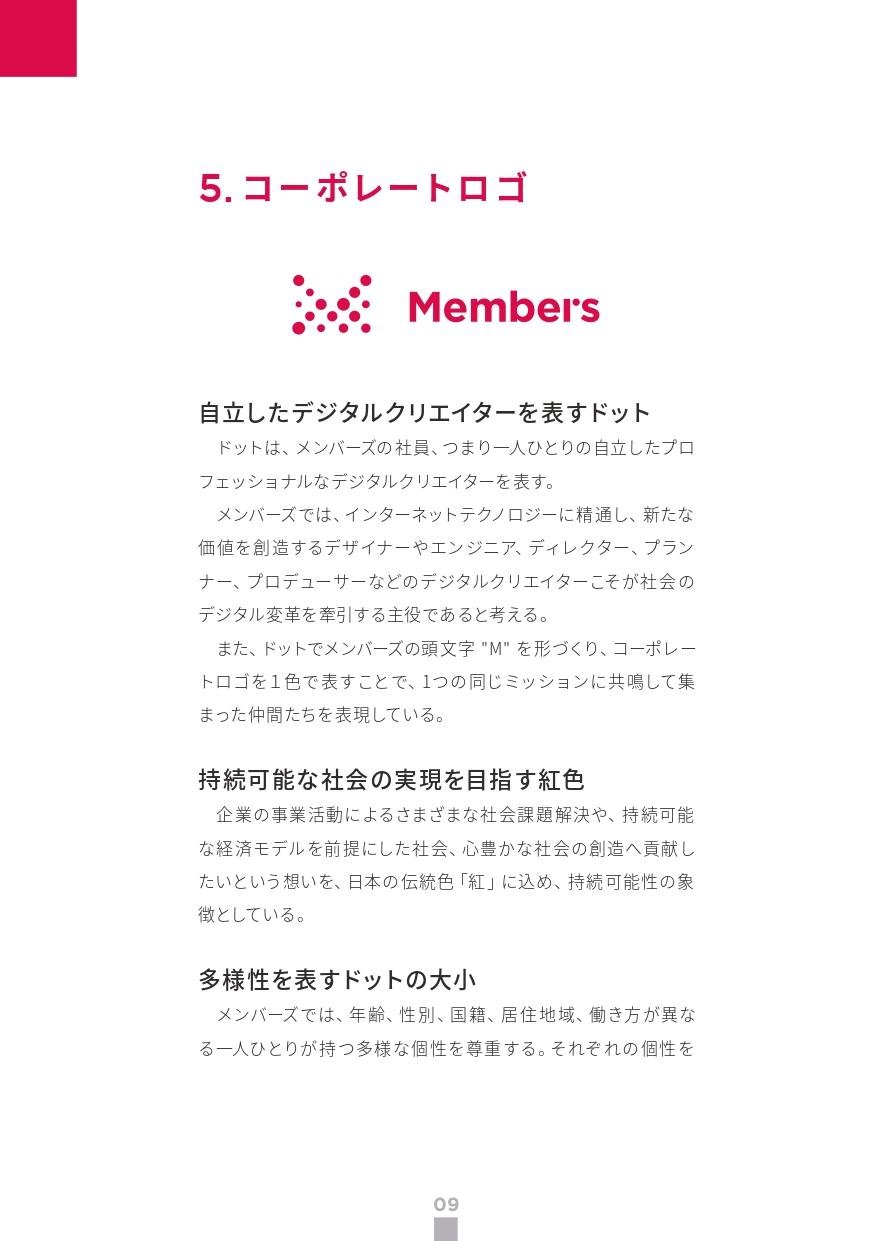 5. コーポレートロゴ
Members
自立したデジタルクリエイターを表すドット
ドットは、メンバーズの社員、つまり一人ひとりの自立したプロ
フェッショナルなデジタルクリエイターを表す。
メンバーズでは、インターネットテクノロジーに精通し、新たな
価値を創造するデザイナーやエンジニア、ディレクター、プラン
ナー、プロデューサーなどのデジタルクリエイターこそが社会の
デジタル変革を牽引する主役であると考える。
また、ドットでメンバーズの頭文字 "M" を形づくり、コーポレー
トロゴを１色で表すことで、1つの同じミッションに共鳴して集
まった仲間たちを表現している。
持続可能な社会の実現を目指す紅色
企業の事業活動によるさまざまな社会課題解決や、持続可能
な経済モデルを前提にした社会、心豊かな社会の創造へ貢献し
たいという想いを、日本の伝統色「紅」に込め、持続可能性の象
徴としている。
多様性を表すドットの大小
メンバーズでは、年齢、性別、国籍、居住地域、働き方が異な
る一人ひとりが持つ多様な個性を尊重する。それぞれの個性を
09